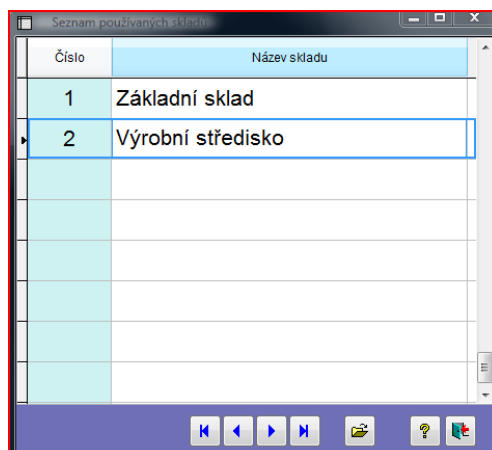 Seznam používaných skladů
Číslo Název skladu
1 Základní sklad
2 Výrobní středisko